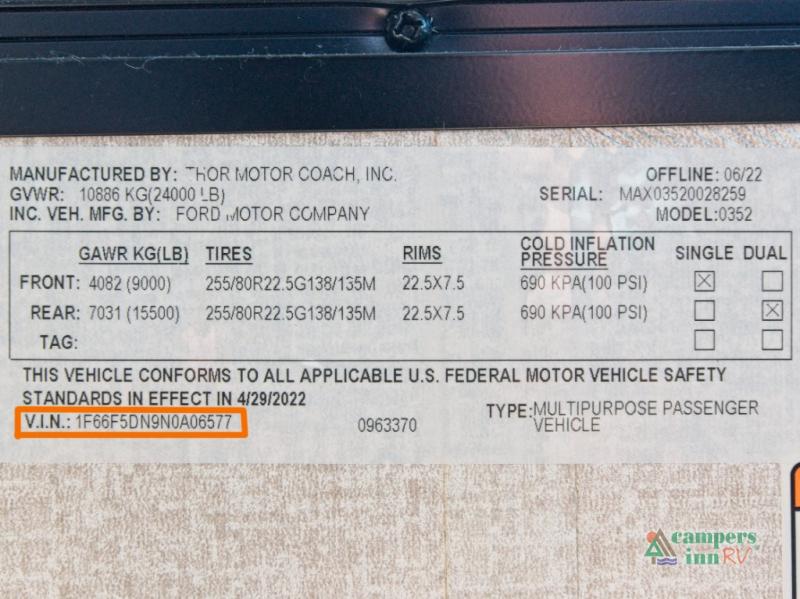 MANUFACTURED BY: THOR MOTOR COACH, INC. OFFLINE: 06/22
GVWR: 10886 KG(24000 LB) SERIAL: MAX03520028259
INC. VEH. MFG. BY: FORD MOTOR COMPANY MODEL:0352
GAWR KG(LB) TIRES RIMS COLD INFLATION PRESSURE SINGLE DUAL
FRONT: 4082 (9000) 255/80R22.5G138/135M 22.5X7.5 690 KPA(100 PSI)
REAR: 7031 (15500) 255/80R22.5G138/135M 22.5X7.5 690 KPA(100 PSI)
TAG:
THIS VEHICLE CONFORMS TO ALL APPLICABLE U.S. FEDERAL MOTOR VEHICLE SAFETY
STANDARDS IN EFFECT IN 4/29/2022
V.I.N.: 1F66F5DN9N0A06577 0963370 TYPE:MULTIPURPOSE PASSENGER
VEHICLE
campers
inn RV